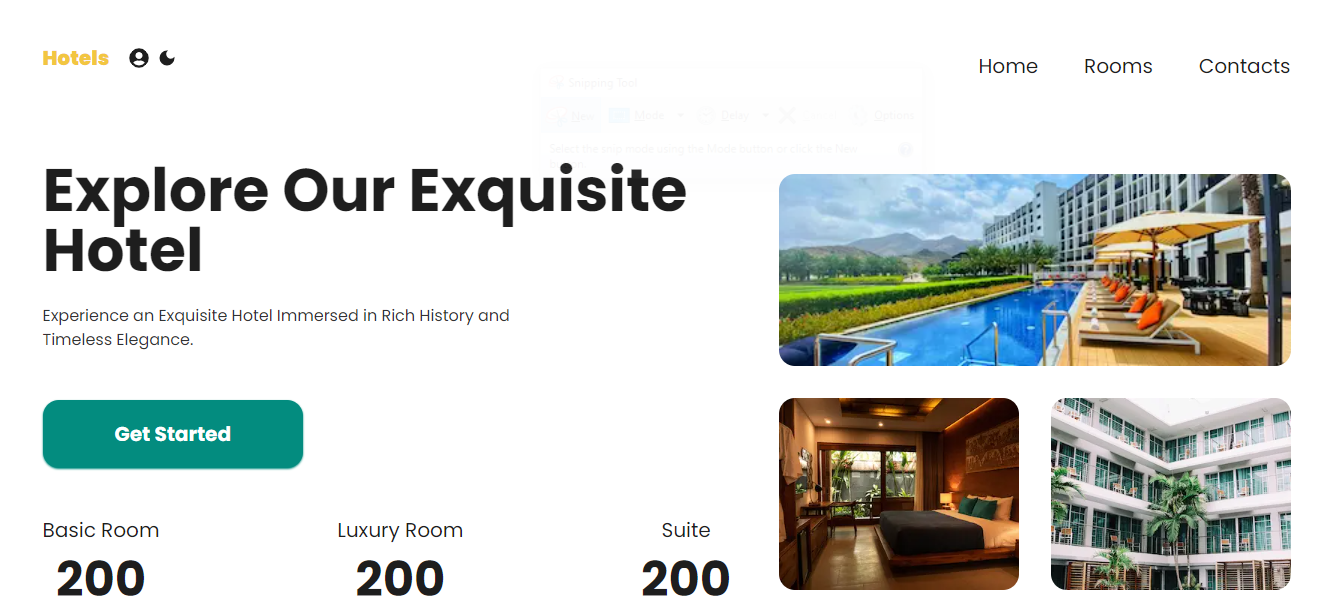 Hotels
Home
Rooms
Contacts
Snipping Tool
New
Mode
Delay
Options
Select the snip mode using the Mode button or click the New
Explore Our Exquisite
Hotel
Experience an Exquisite Hotel Immersed in Rich History and
Timeless Elegance.
Get Started
Basic Room
Luxury Room
Suite
200
200
200